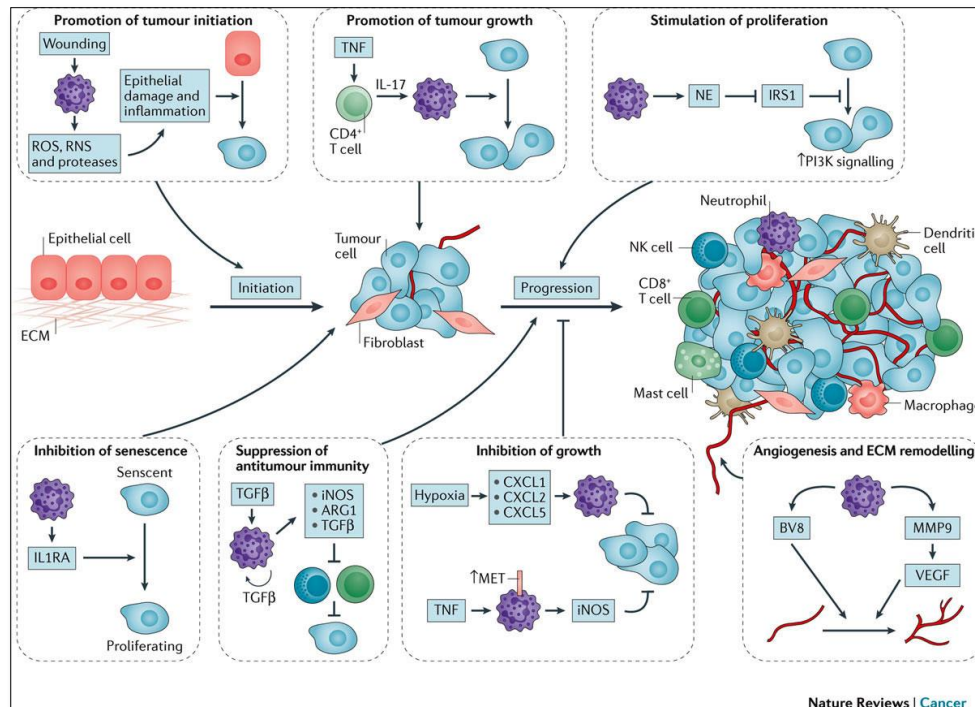 Promotion of tumour initiation
Wounding
Epithelial
damage and
inflammation
ROS, RNS
and proteases
Promotion of tumour growth
TNF
IL-17
CD4+
T cell
Stimulation of proliferation
NE
IRS1
↑PI3K signalling
Epithelial cell
ECM
Initiation
Tumour
cell
Fibroblast
Progression
Neutrophil
NK cell
CD8+
T cell
Mast cell
Dendriti
cell
Macrophage
Inhibition of senescence
Senscent
IL1RA
Proliferating
Suppression of
antitumour immunity
TGFβ
• iNOS
• ARG1
• TGFβ
TGFβ
Inhibition of growth
Hypoxia
• CXCL1
• CXCL2
• CXCL5
↑MET
TNF
iNOS
Angiogenesis and ECM remodelling
BV8
MMP9
VEGF
Nature Reviews | Cancer